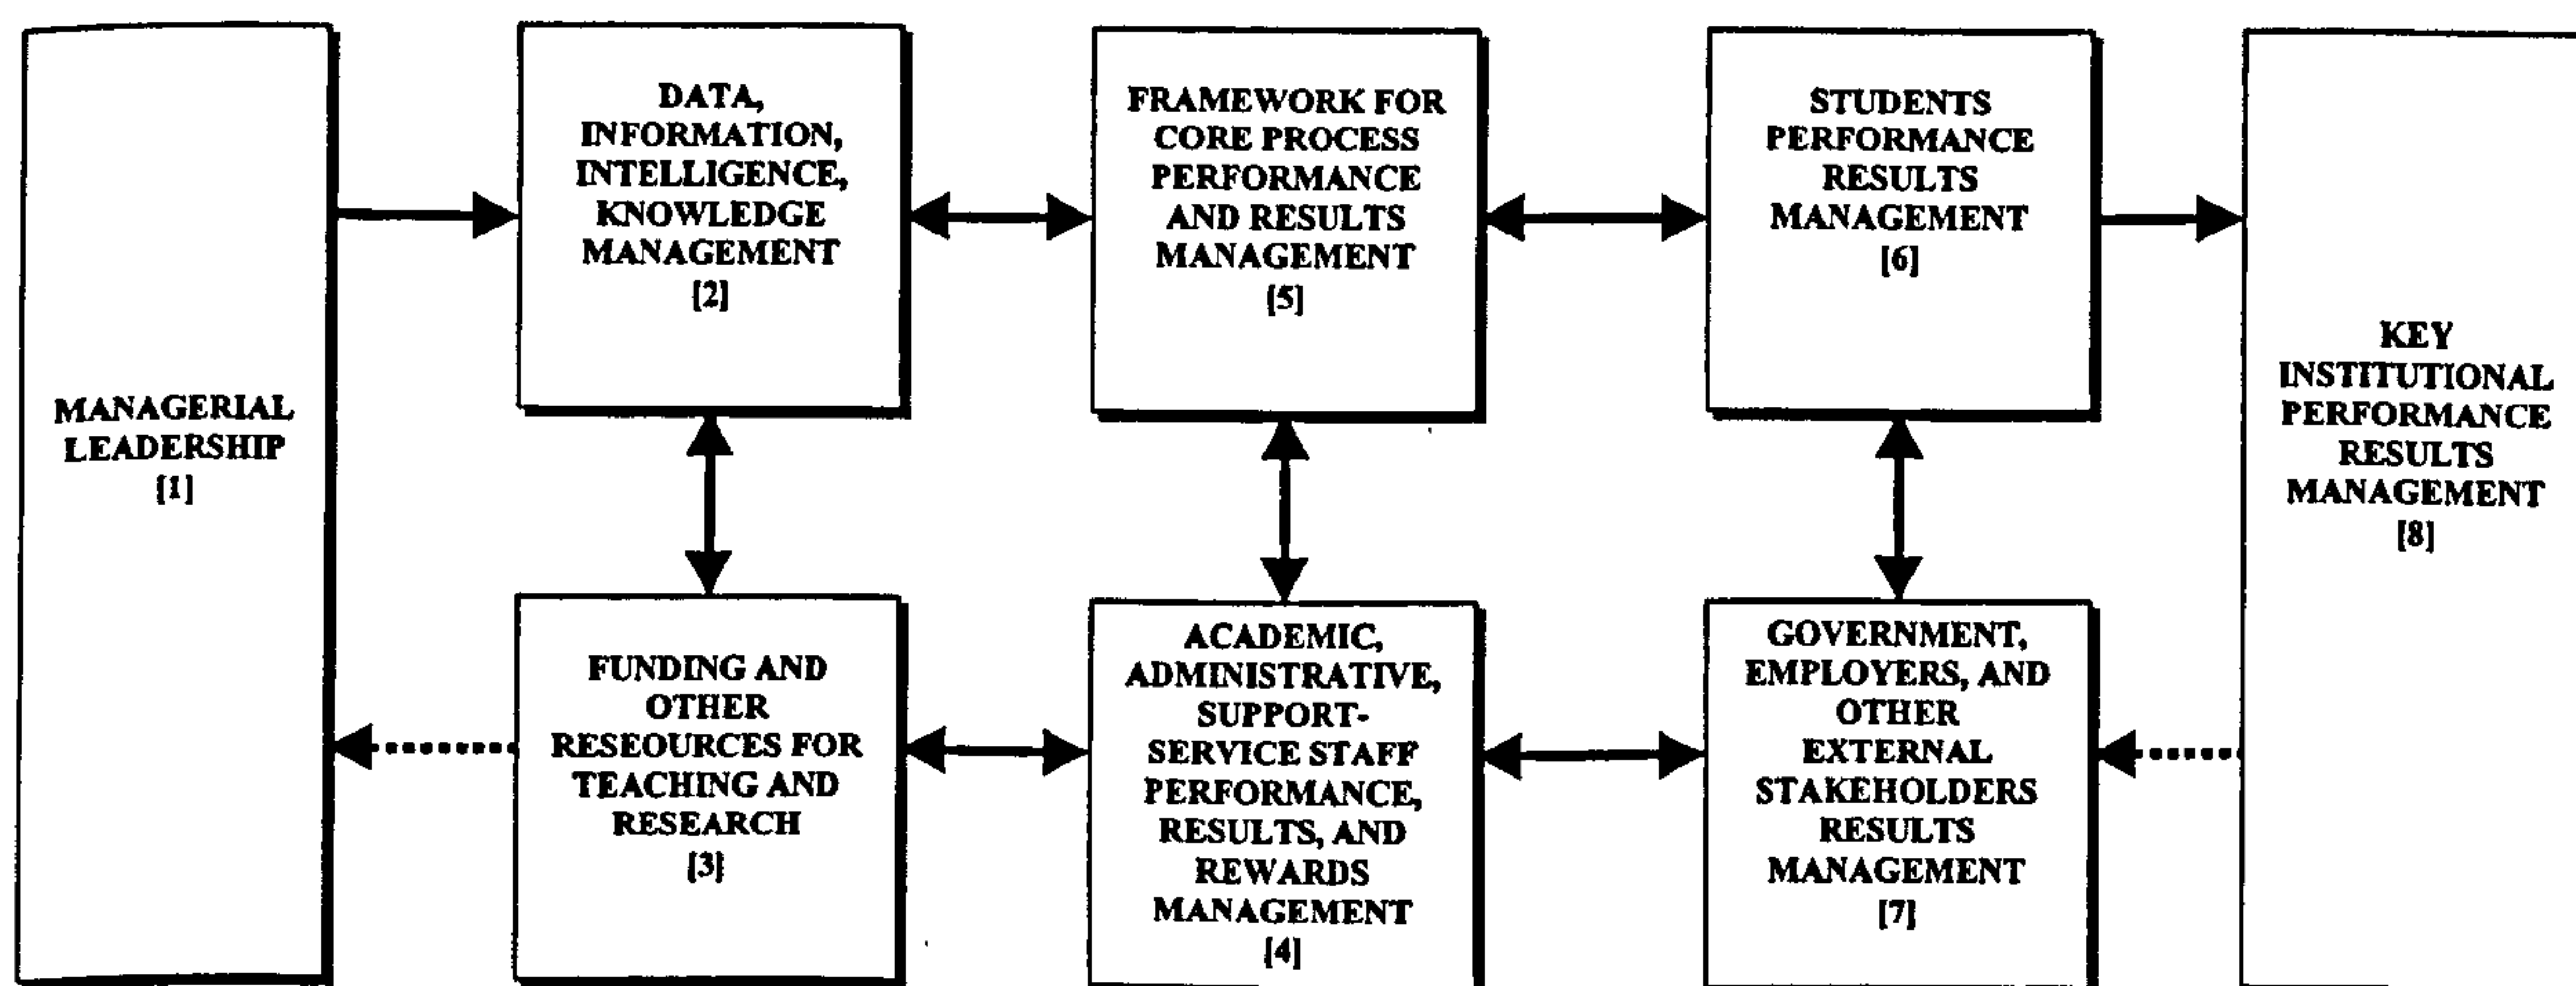 MANAGERIAL
LEADERSHIP
[1]
DATA,
INFORMATION,
INTELLIGENCE,
KNOWLEDGE
MANAGEMENT
[2]
FRAMEWORK FOR
CORE PROCESS
PERFORMANCE
AND RESULTS
MANAGEMENT
[5]
STUDENTS
PERFORMANCE
RESULTS
MANAGEMENT
[6]
KEY
INSTITUTIONAL
PERFORMANCE
RESULTS
MANAGEMENT
[8]
FUNDING AND
OTHER
RESEOURCES FOR
TEACHING AND
RESEARCH
[3]
ACADEMIC,
ADMINISTRATIVE,
SUPPORT-
SERVICE STAFF
PERFORMANCE,
RESULTS, AND
REWARDS
MANAGEMENT
[4]
GOVERNMENT,
EMPLOYERS, AND
OTHER
EXTERNAL
STAKEHOLDERS
RESULTS
MANAGEMENT
[7]